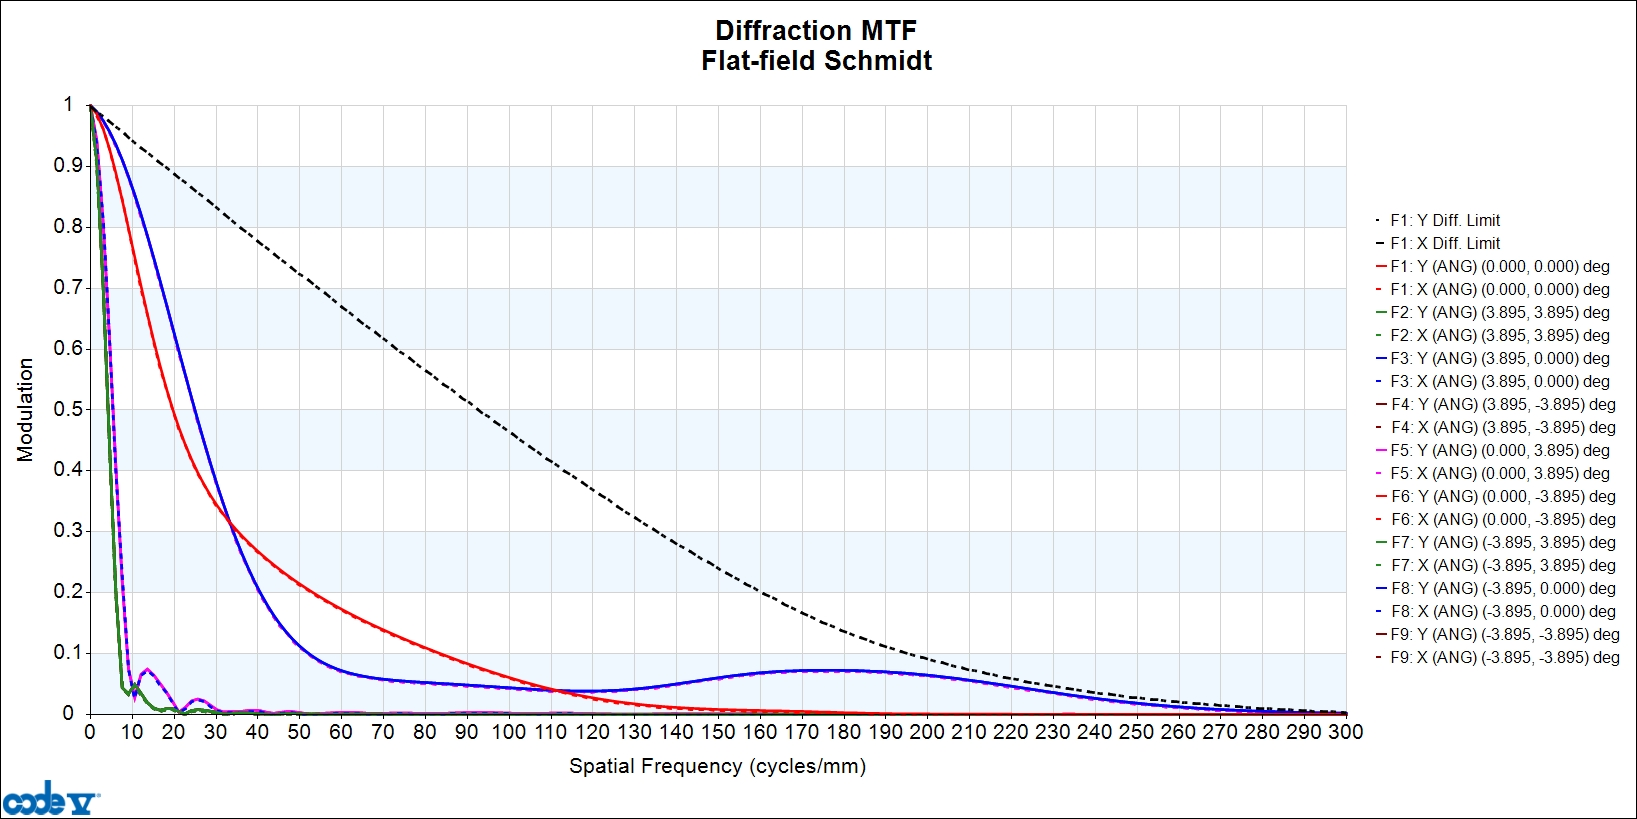 Diffraction MTF
Flat-field Schmidt
1
0.9
0.8
0.7
0.6
0.5
0.4
0.3
0.2
0.1
0
Modulation
0 10 20 30 40 50 60 70 80 90 100 110 120 130 140 150 160 170 180 190 200 210 220 230 240 250 260 270 280 290 300
Spatial Frequency (cycles/mm)
F1: Y Diff. Limit
F1: X Diff. Limit
F1: Y (ANG) (0.000, 0.000) deg
F1: X (ANG) (0.000, 0.000) deg
F2: Y (ANG) (3.895, 3.895) deg
F2: X (ANG) (3.895, 3.895) deg
F3: Y (ANG) (3.895, 0.000) deg
F3: X (ANG) (3.895, 0.000) deg
F4: Y (ANG) (3.895, -3.895) deg
F4: X (ANG) (3.895, -3.895) deg
F5: Y (ANG) (0.000, 3.895) deg
F5: X (ANG) (0.000, 3.895) deg
F6: Y (ANG) (0.000, -3.895) deg
F6: X (ANG) (0.000, -3.895) deg
F7: Y (ANG) (-3.895, 3.895) deg
F7: X (ANG) (-3.895, 3.895) deg
F8: Y (ANG) (-3.895, 0.000) deg
F8: X (ANG) (-3.895, 0.000) deg
F9: Y (ANG) (-3.895, -3.895) deg
F9: X (ANG) (-3.895, -3.895) deg
code V